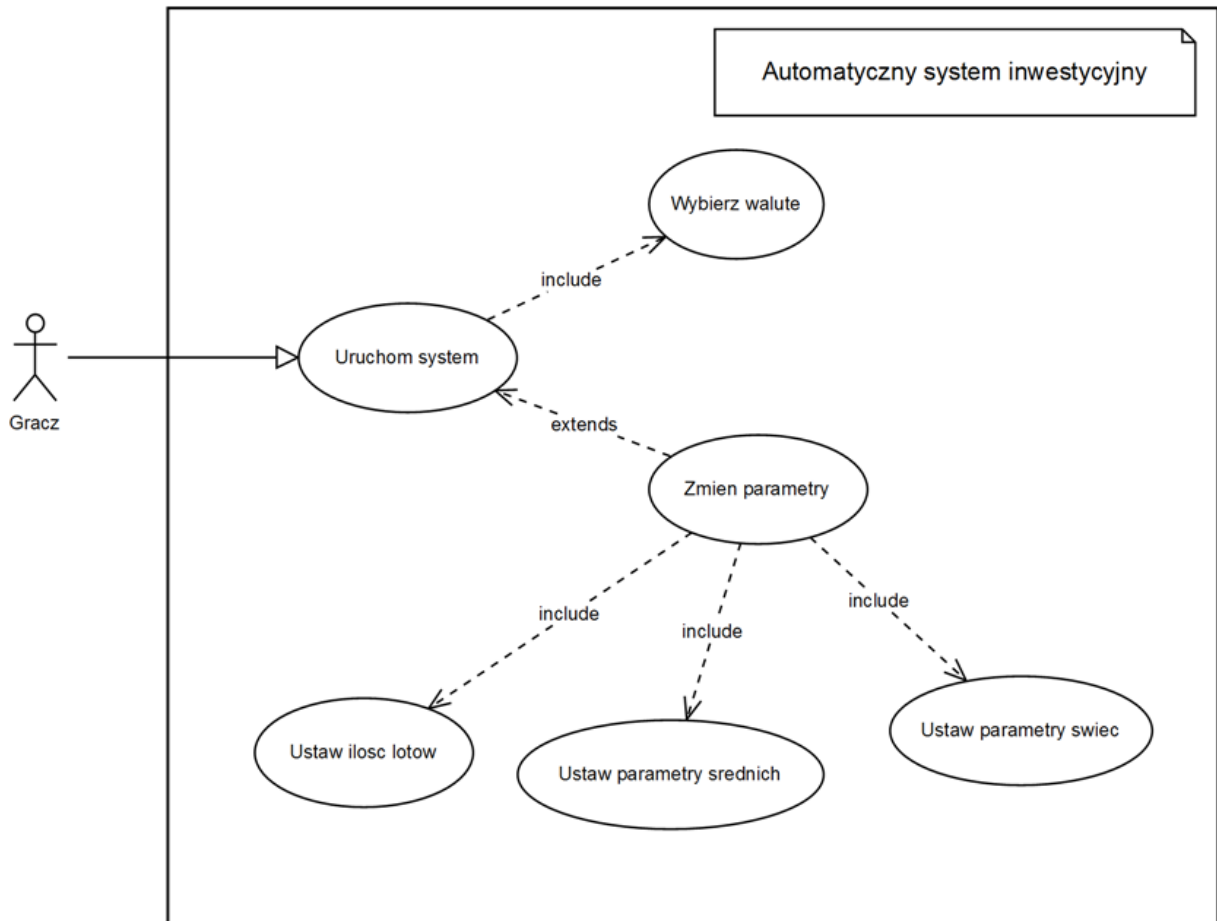 Automatyczny system inwestycyjny
Wybierz walute
include
Uruchom system
Gracz
extends
Zmien parametry
include
include
include
Ustaw ilosc lotow
Ustaw parametry srednich
Ustaw parametry swiec